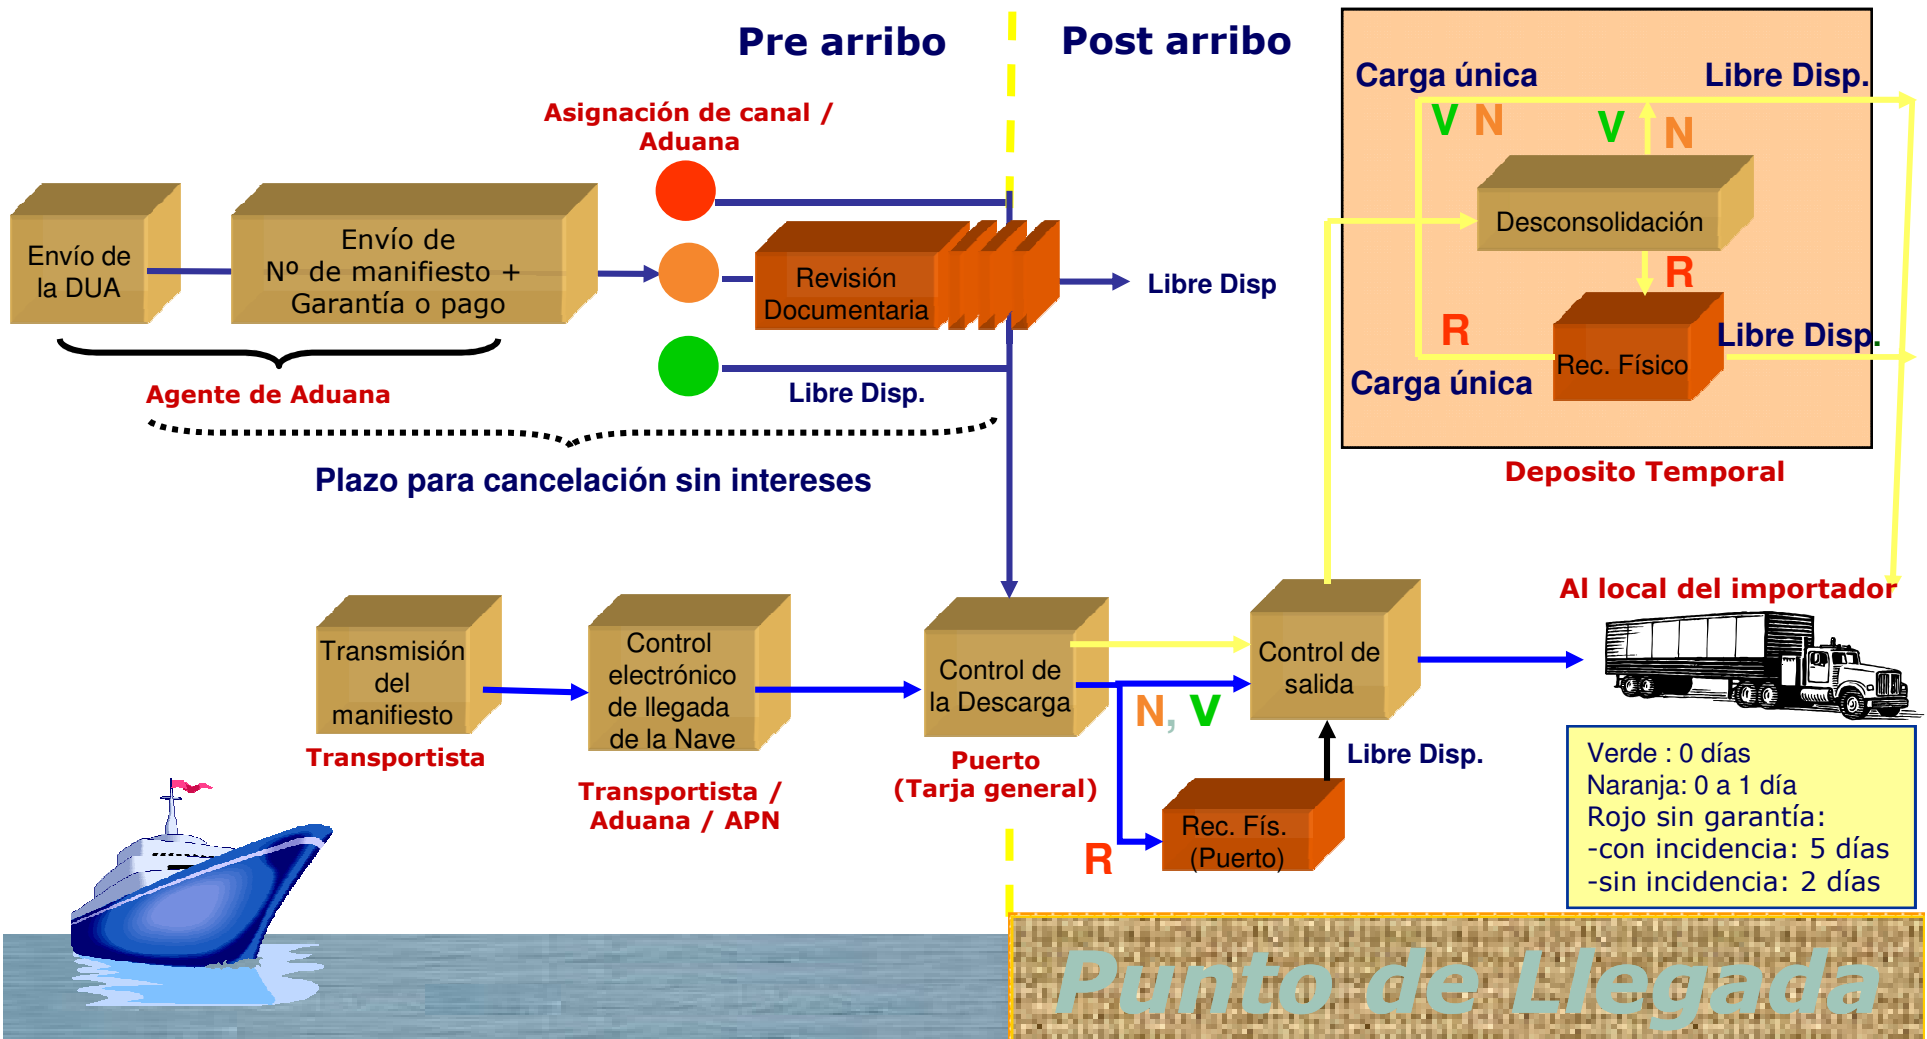 Pre arribo
Post arribo
Asignación de canal /
Aduana
Envío de
la DUA
Envío de
Nº de manifiesto +
Garantía o pago
Agente de Aduana
Revisión
Documentaria
Libre Disp
Libre Disp.
Plazo para cancelación sin intereses
Carga única
Libre Disp.
V N
V N
Desconsolidación
R
R
Libre Disp.
Rec. Físico
Carga única
Deposito Temporal
Transmisión
del
manifiesto
Transportista
Control
electrónico
de llegada
de la Nave
Transportista /
Aduana / APN
Control de
la Descarga
Puerto
(Tarja general)
N, V
R
Rec. Fís.
(Puerto)
Libre Disp.
Control de
salida
Al local del importador
Verde : 0 días
Naranja: 0 a 1 día
Rojo sin garantía:
-con incidencia: 5 días
-sin incidencia: 2 días
Punto de Llegada